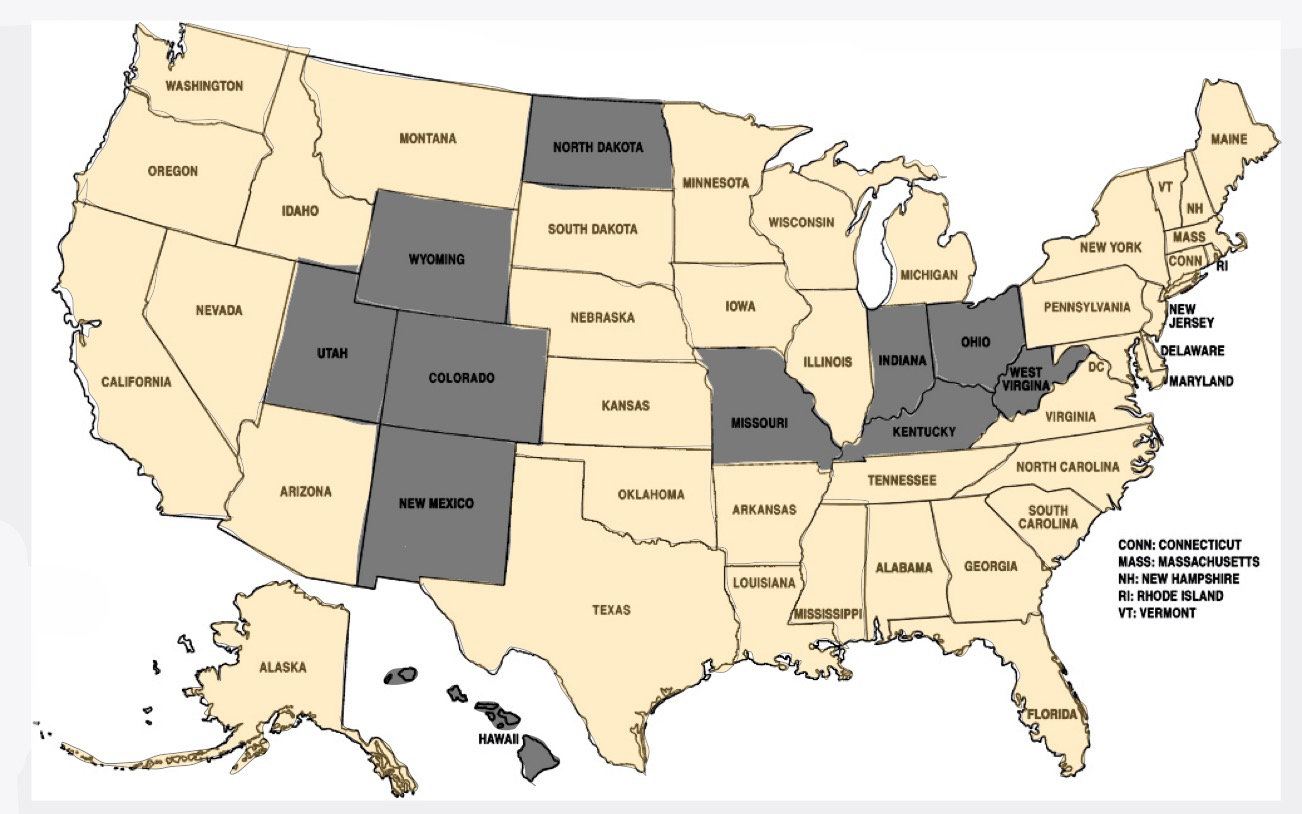 WASHINGTON
MONTANA
NORTH DAKOTA
MINNESOTA
MAINE
OREGON
IDAHO
SOUTH DAKOTA
WISCONSIN
VT
NH
WYOMING
MICHIGAN
NEW YORK
MASS
CONN
RI
NEVADA
NEBRASKA
IOWA
PENNSYLVANIA
NEW
JERSEY
UTAH
COLORADO
ILLINOIS
INDIANA
OHIO
DELAWARE
CALIFORNIA
KANSAS
MISSOURI
WEST
VIRGINA
DC
MARYLAND
KENTUCKY
VIRGINIA
ARIZONA
NEW MEXICO
OKLAHOMA
TENNESSEE
NORTH CAROLINA
ARKANSAS
SOUTH
CAROLINA
TEXAS
LOUISIANA
MISSISSIPPI
ALABAMA
GEORGIA
CONN: CONNECTICUT
MASS: MASSACHUSETTS
NH: NEW HAMPSHIRE
RI: RHODE ISLAND
VT: VERMONT
ALASKA
HAWAII
FLORIDA